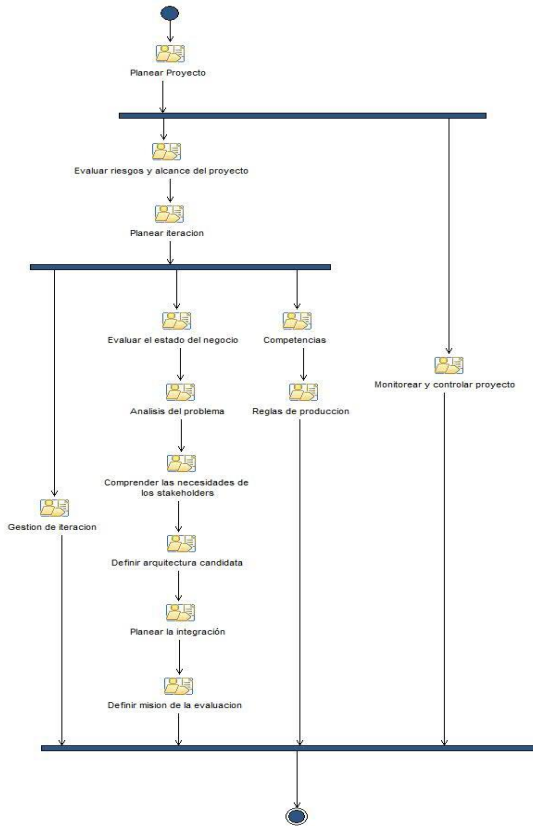 Planear Proyecto
Evaluar riesgos y alcance del proyecto
Planear iteracion
Evaluar el estado del negocio
Competencias
Monitorear y controlar proyecto
Analisis del problema
Reglas de produccion
Comprender las necesidades de
los stakeholders
Gestion de iteracion
Definir arquitectura candidata
Planear la integración
Definir mision de la evaluacion